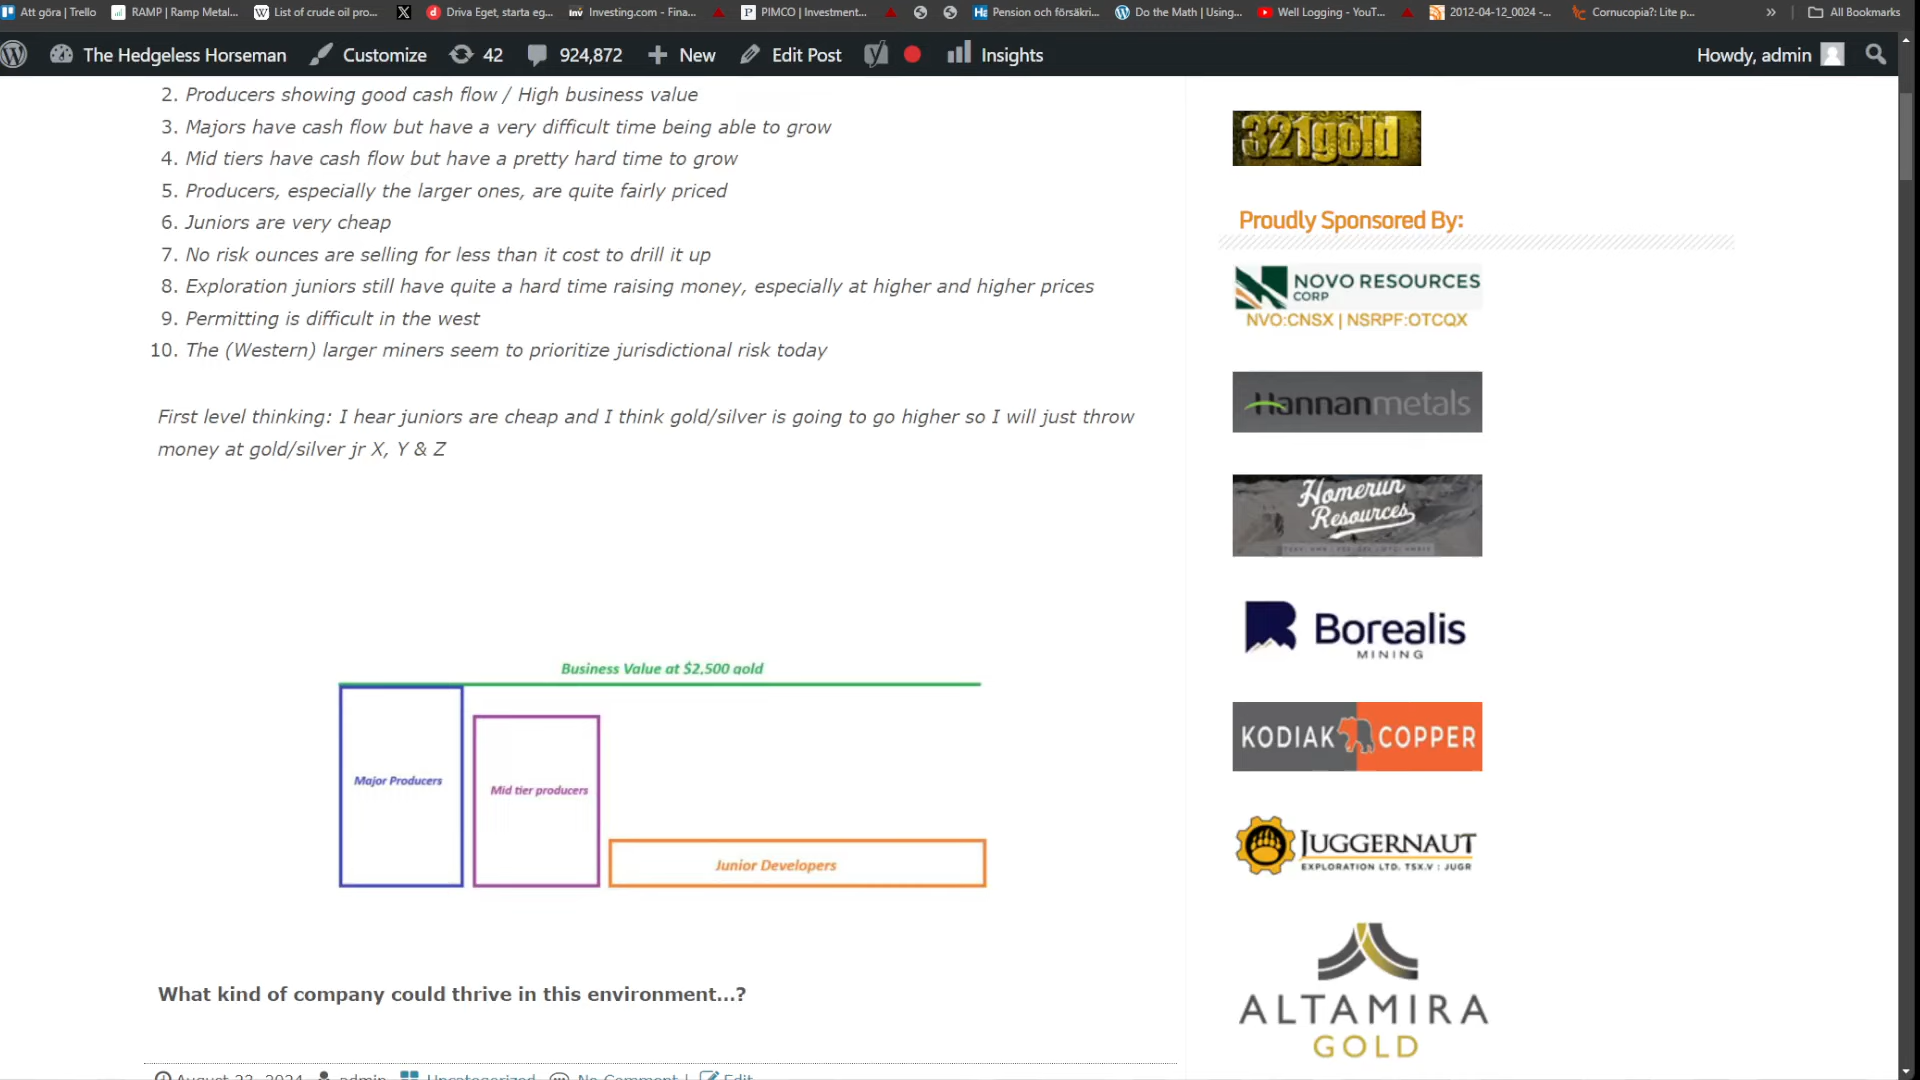 Att göra | Trello
RAMP | Ramp Metal...
List of crude oil pro...
Driva Eget, starta eg...
Investing.com - Fina...
PIMCO | Investment...
Pension och försäkri...
Do the Math | Using...
Well Logging - YouT...
2012-04-12_0024 -...
Cornucopia?: Lite p...
All Bookmarks
The Hedgeless Horseman
Customize
42
924,872
New
Edit Post
Insights
Howdy, admin
2. Producers showing good cash flow / High business value
3. Majors have cash flow but have a very difficult time being able to grow
4. Mid tiers have cash flow but have a pretty hard time to grow
5. Producers, especially the larger ones, are quite fairly priced
6. Juniors are very cheap
7. No risk ounces are selling for less than it cost to drill it up
8. Exploration juniors still have quite a hard time raising money, especially at higher and higher prices
9. Permitting is difficult in the west
10. The (Western) larger miners seem to prioritize jurisdictional risk today
First level thinking: I hear juniors are cheap and I think gold/silver is going to go higher so I will just throw
money at gold/silver jr X, Y & Z
Business Value at $2,500 gold
Major Producers
Mid tier producers
Junior Developers
What kind of company could thrive in this environment...?
August 23, 2024 admin Uncategorized No Comment | Edit
321gold
Proudly Sponsored By:
NOVO RESOURCES
CORP
NVO:CNSX | NSRPF:OTCQX
Hannanmetals
Homerun
Resources
Borealis
MINING
KODIAK COPPER
JUGGERNAUT
EXPLORATION LTD. TSX.V : JUGR
ALTAMIRA
GOLD